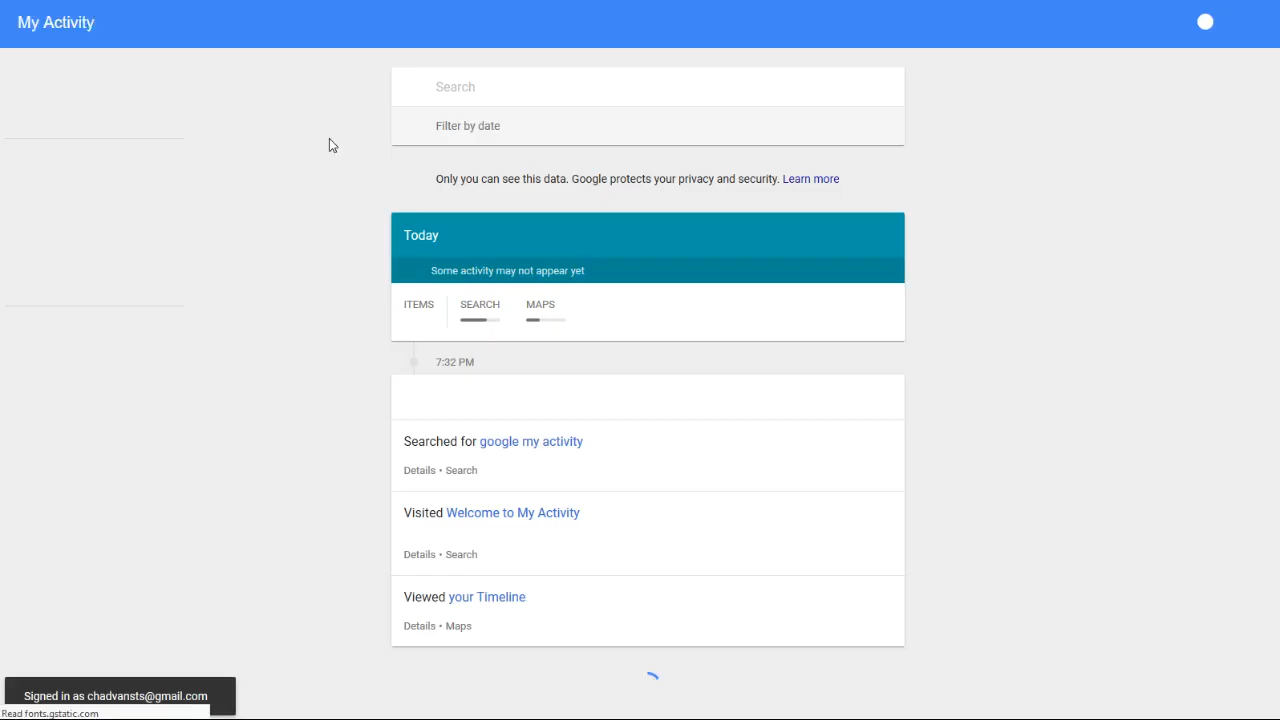 My Activity
Search
Filter by date
Only you can see this data. Google protects your privacy and security. Learn more
Today
Some activity may not appear yet
ITEMS SEARCH MAPS
7:32 PM
Searched for google my activity
Details • Search
Visited Welcome to My Activity
Details • Search
Viewed your Timeline
Details • Maps
Signed in as chadvansts@gmail.com
Read fonts.gstatic.com